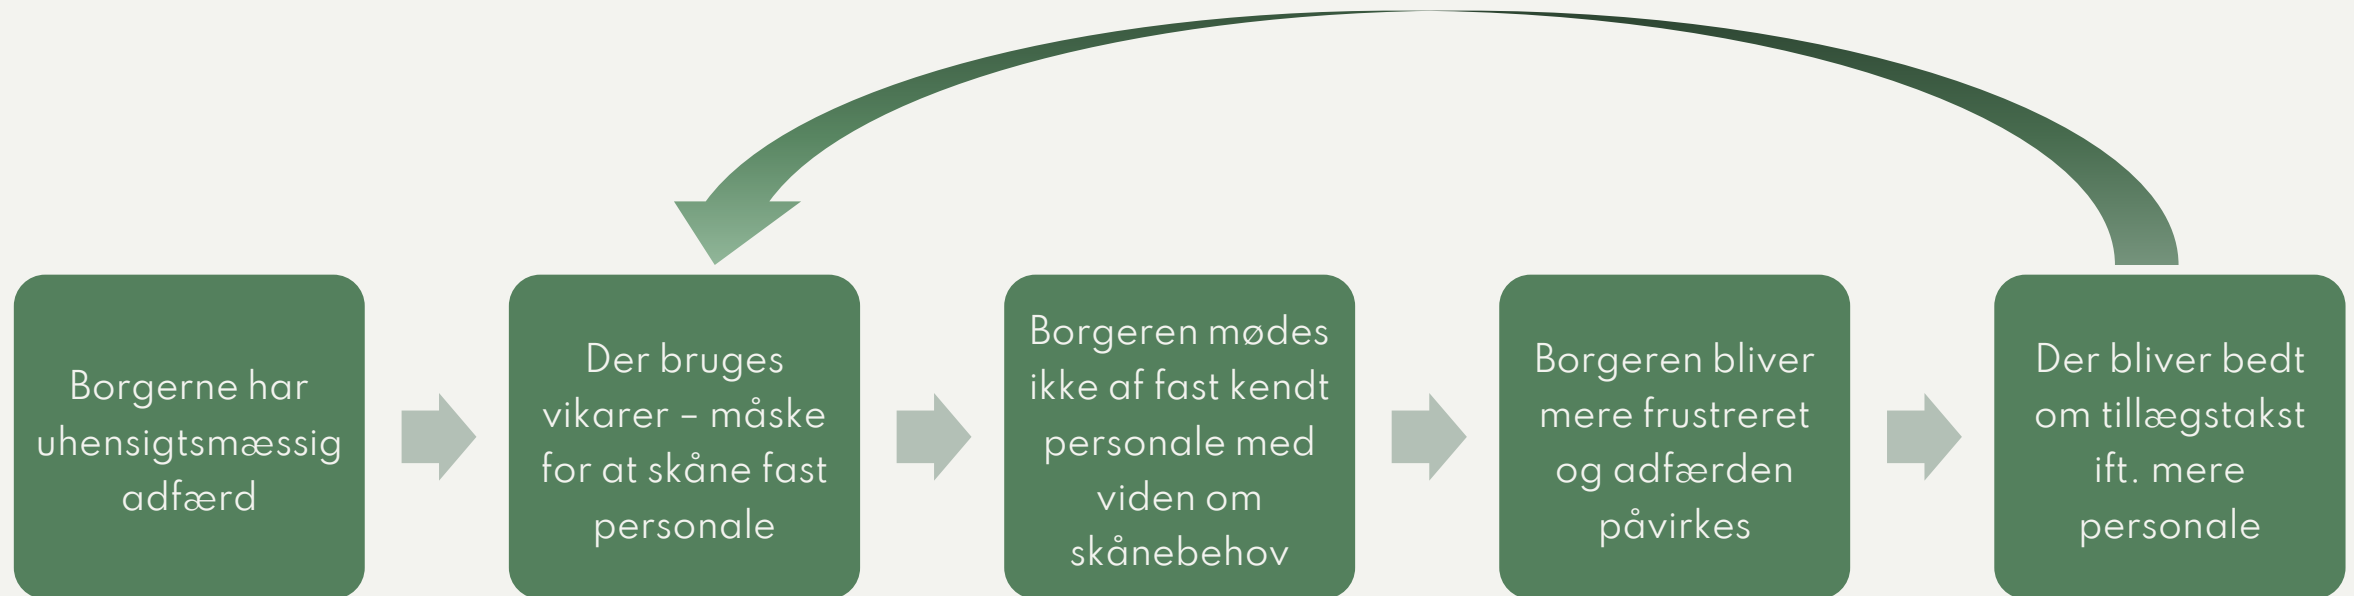 Borgerne har
uhensigtsmæssig
adfærd
Der bruges
vikarer – måske
for at skåne fast
personale
Borgeren mødes
ikke af fast kendt
personale med
viden om
skånebehov
Borgeren bliver
mere frustreret
og adfærden
påvirkes
Der bliver bedt
om tillægstakst
ift. mere
personale